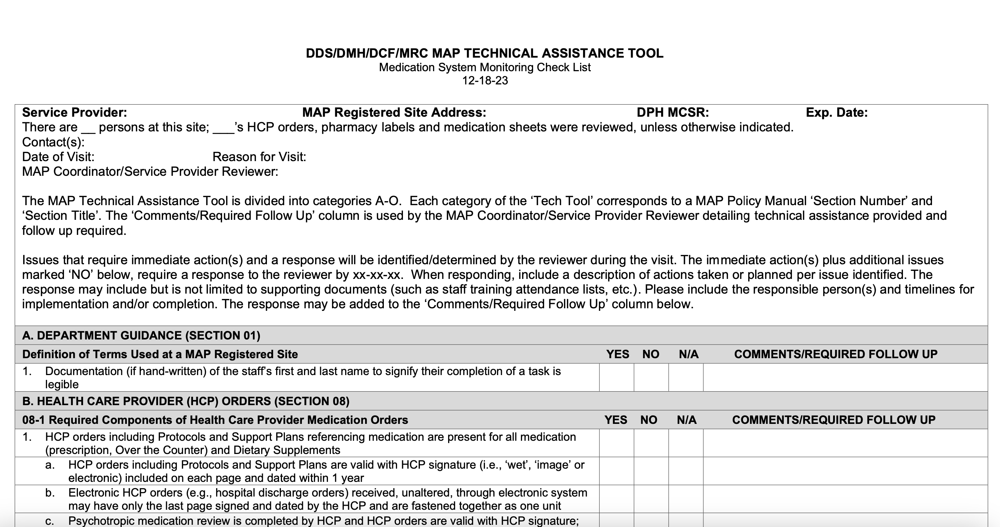 DDS/DMH/DCF/MRC MAP TECHNICAL ASSISTANCE TOOL
Medication System Monitoring Check List
12-18-23
Service Provider: MAP Registered Site Address: DPH MCSR: Exp. Date:
There are __ persons at this site; ___’s HCP orders, pharmacy labels and medication sheets were reviewed, unless otherwise indicated.
Contact(s):
Date of Visit: Reason for Visit:
MAP Coordinator/Service Provider Reviewer:
The MAP Technical Assistance Tool is divided into categories A-O.  Each category of the ‘Tech Tool’ corresponds to a MAP Policy Manual ‘Section Number’ and
‘Section Title’. The ‘Comments/Required Follow Up’ column is used by the MAP Coordinator/Service Provider Reviewer detailing technical assistance provided and
follow up required.
Issues that require immediate action(s) and a response will be identified/determined by the reviewer during the visit. The immediate action(s) plus additional issues
marked ‘NO’ below, require a response to the reviewer by xx-xx-xx.  When responding, include a description of actions taken or planned per issue identified. The
response may include but is not limited to supporting documents (such as staff training attendance lists, etc.). Please include the responsible person(s) and timelines for
implementation and/or completion. The response may be added to the ‘Comments/Required Follow Up’ column below.
A. DEPARTMENT GUIDANCE (SECTION 01)
Definition of Terms Used at a MAP Registered Site YES NO N/A COMMENTS/REQUIRED FOLLOW UP
1. Documentation (if hand-written) of the staff’s first and last name to signify their completion of a task is
legible
B. HEALTH CARE PROVIDER (HCP) ORDERS (SECTION 08)
08-1 Required Components of Health Care Provider Medication Orders YES NO N/A COMMENTS/REQUIRED FOLLOW UP
1. HCP orders including Protocols and Support Plans referencing medication are present for all medication
(prescription, Over the Counter) and Dietary Supplements
a. HCP orders including Protocols and Support Plans are valid with HCP signature (i.e., ‘wet’, ‘image’ or
electronic) included on each page and dated within 1 year
b. Electronic HCP orders (e.g., hospital discharge orders) received, unaltered, through electronic system
may have only the last page signed and dated by the HCP and are fastened together as one unit
c. Psychotropic medication review is completed by HCP and HCP orders are valid with HCP signature;